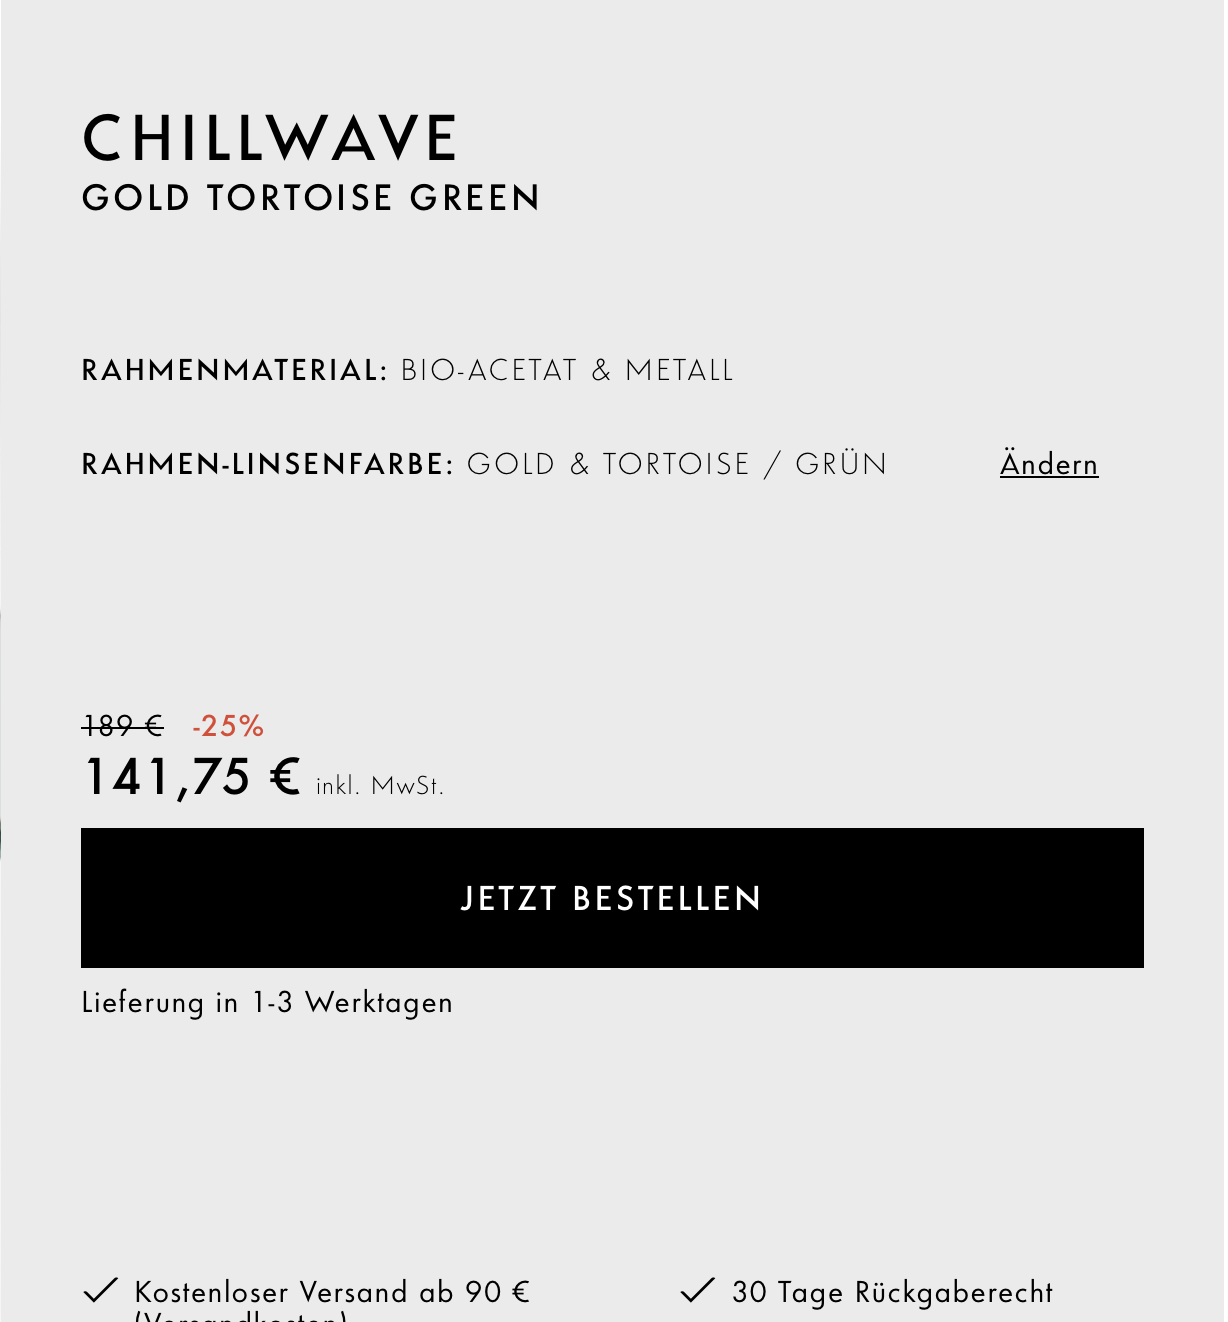 CHILLWAVE
GOLD TORTOISE GREEN
RAHMENMATERIAL: BIO-ACETAT & METALL
RAHMEN-LINSENFARBE: GOLD & TORTOISE / GRÜN Ändern
189 € -25%
141,75 € inkl. MwSt.
JETZT BESTELLEN
Lieferung in 1-3 Werktagen
Kostenloser Versand ab 90 € 30 Tage Rückgaberecht
(Versandkosten)